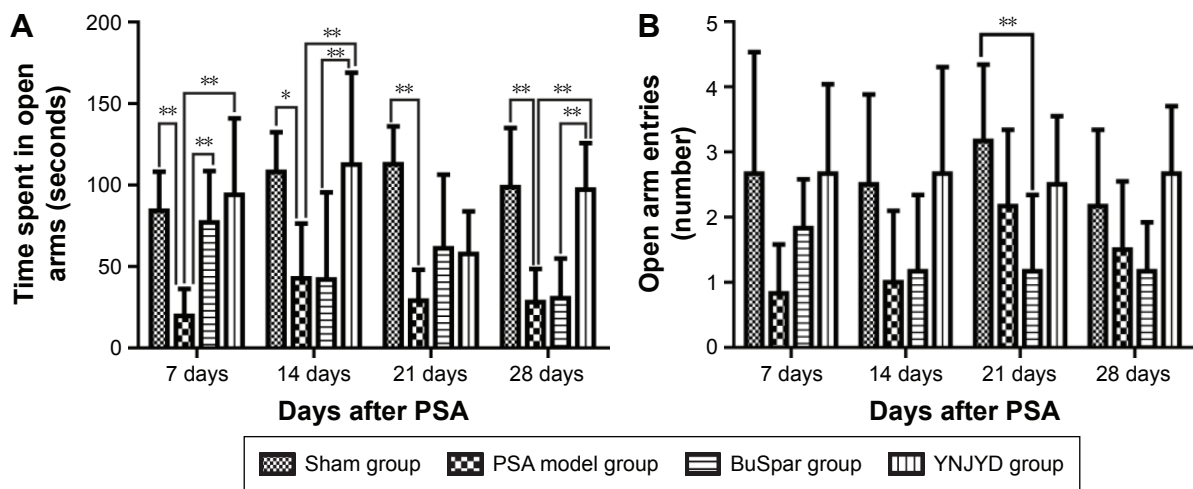 A
Time spent in open
arms (seconds)
200
150
100
50
0
**
**
**
*
**
**
**
**
**
**
7 days
14 days
21 days
28 days
Days after PSA
B
Open arm entries
(number)
5
4
3
2
1
0
**
7 days
14 days
21 days
28 days
Days after PSA
Sham group
PSA model group
BuSpar group
YNJYD group